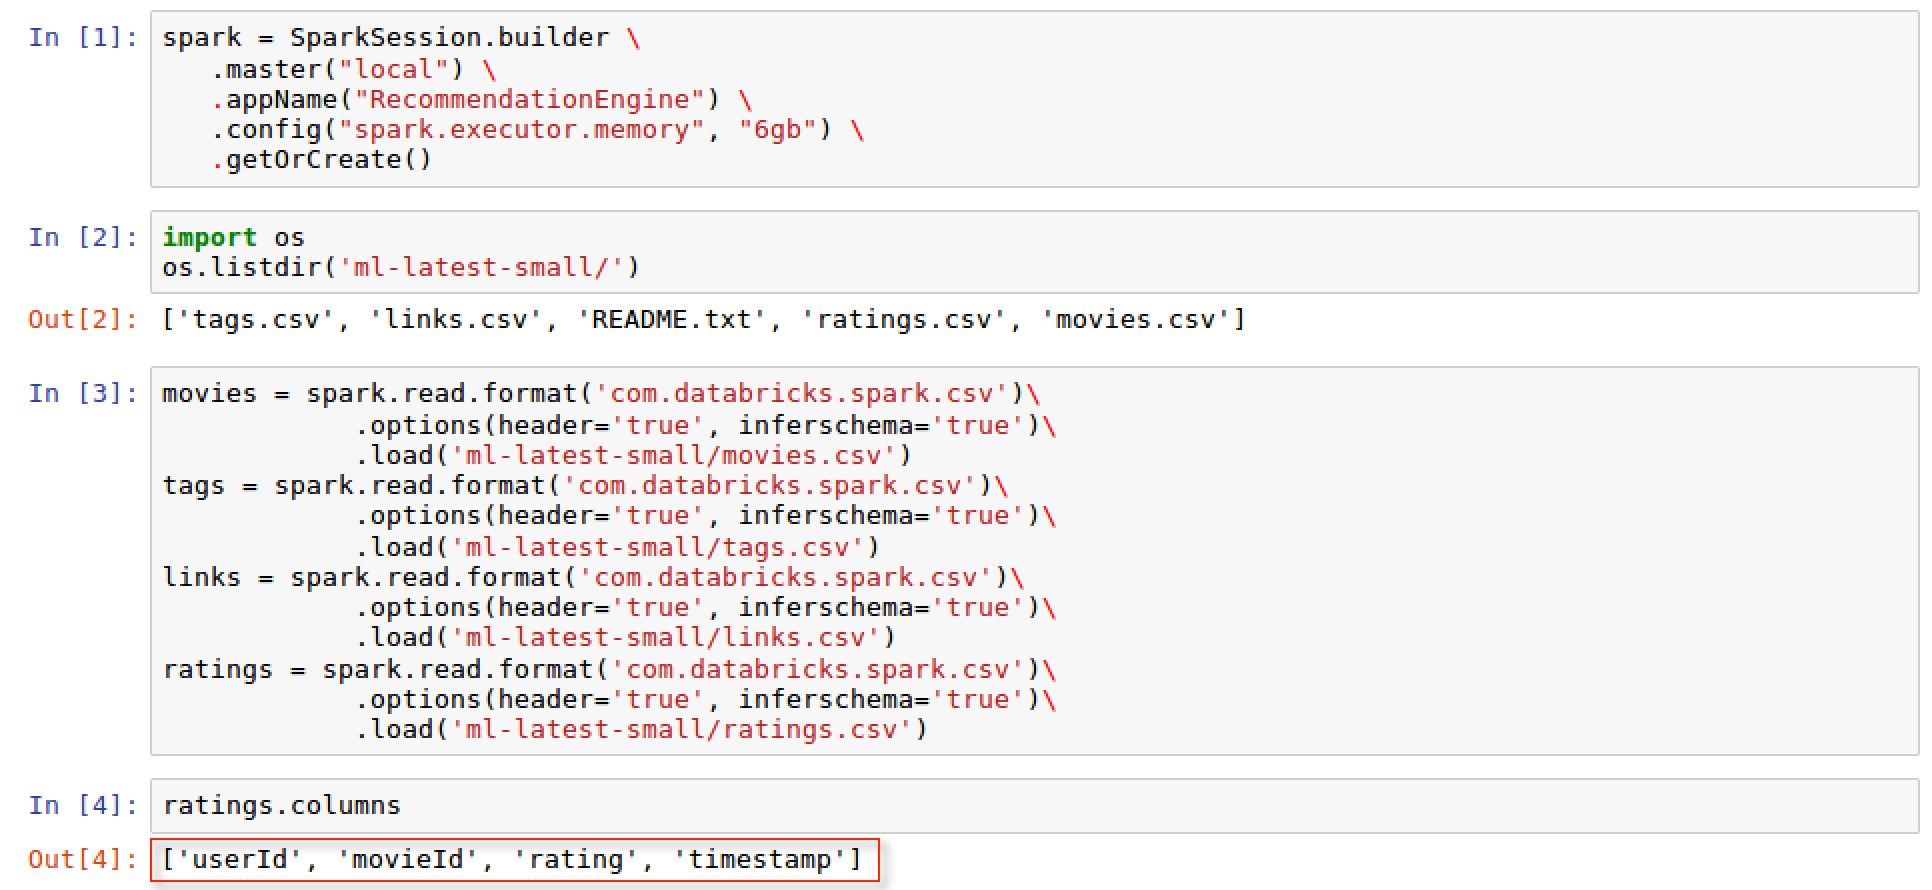 In [1]: spark = SparkSession.builder \
   .master("local") \
   .appName("RecommendationEngine") \
   .config("spark.executor.memory", "6gb") \
   .getOrCreate()
In [2]: import os
os.listdir('ml-latest-small/')
Out[2]: ['tags.csv', 'links.csv', 'README.txt', 'ratings.csv', 'movies.csv']
In [3]: movies = spark.read.format('com.databricks.spark.csv')\
            .options(header='true', inferschema='true')\
            .load('ml-latest-small/movies.csv')
tags = spark.read.format('com.databricks.spark.csv')\
            .options(header='true', inferschema='true')\
            .load('ml-latest-small/tags.csv')
links = spark.read.format('com.databricks.spark.csv')\
            .options(header='true', inferschema='true')\
            .load('ml-latest-small/links.csv')
ratings = spark.read.format('com.databricks.spark.csv')\
            .options(header='true', inferschema='true')\
            .load('ml-latest-small/ratings.csv')
In [4]: ratings.columns
Out[4]: ['userId', 'movieId', 'rating', 'timestamp']